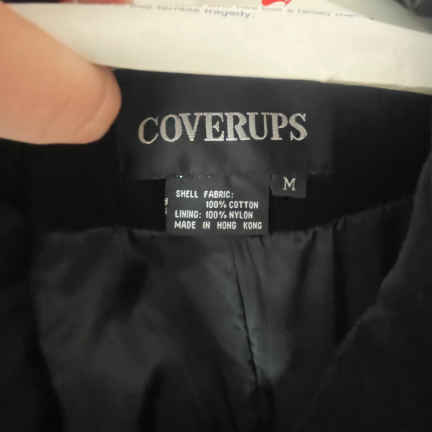 COVERUPS
M
SHELL FABRIC:
100% COTTON
LINING: 100% NYLON
MADE IN HONG KONG